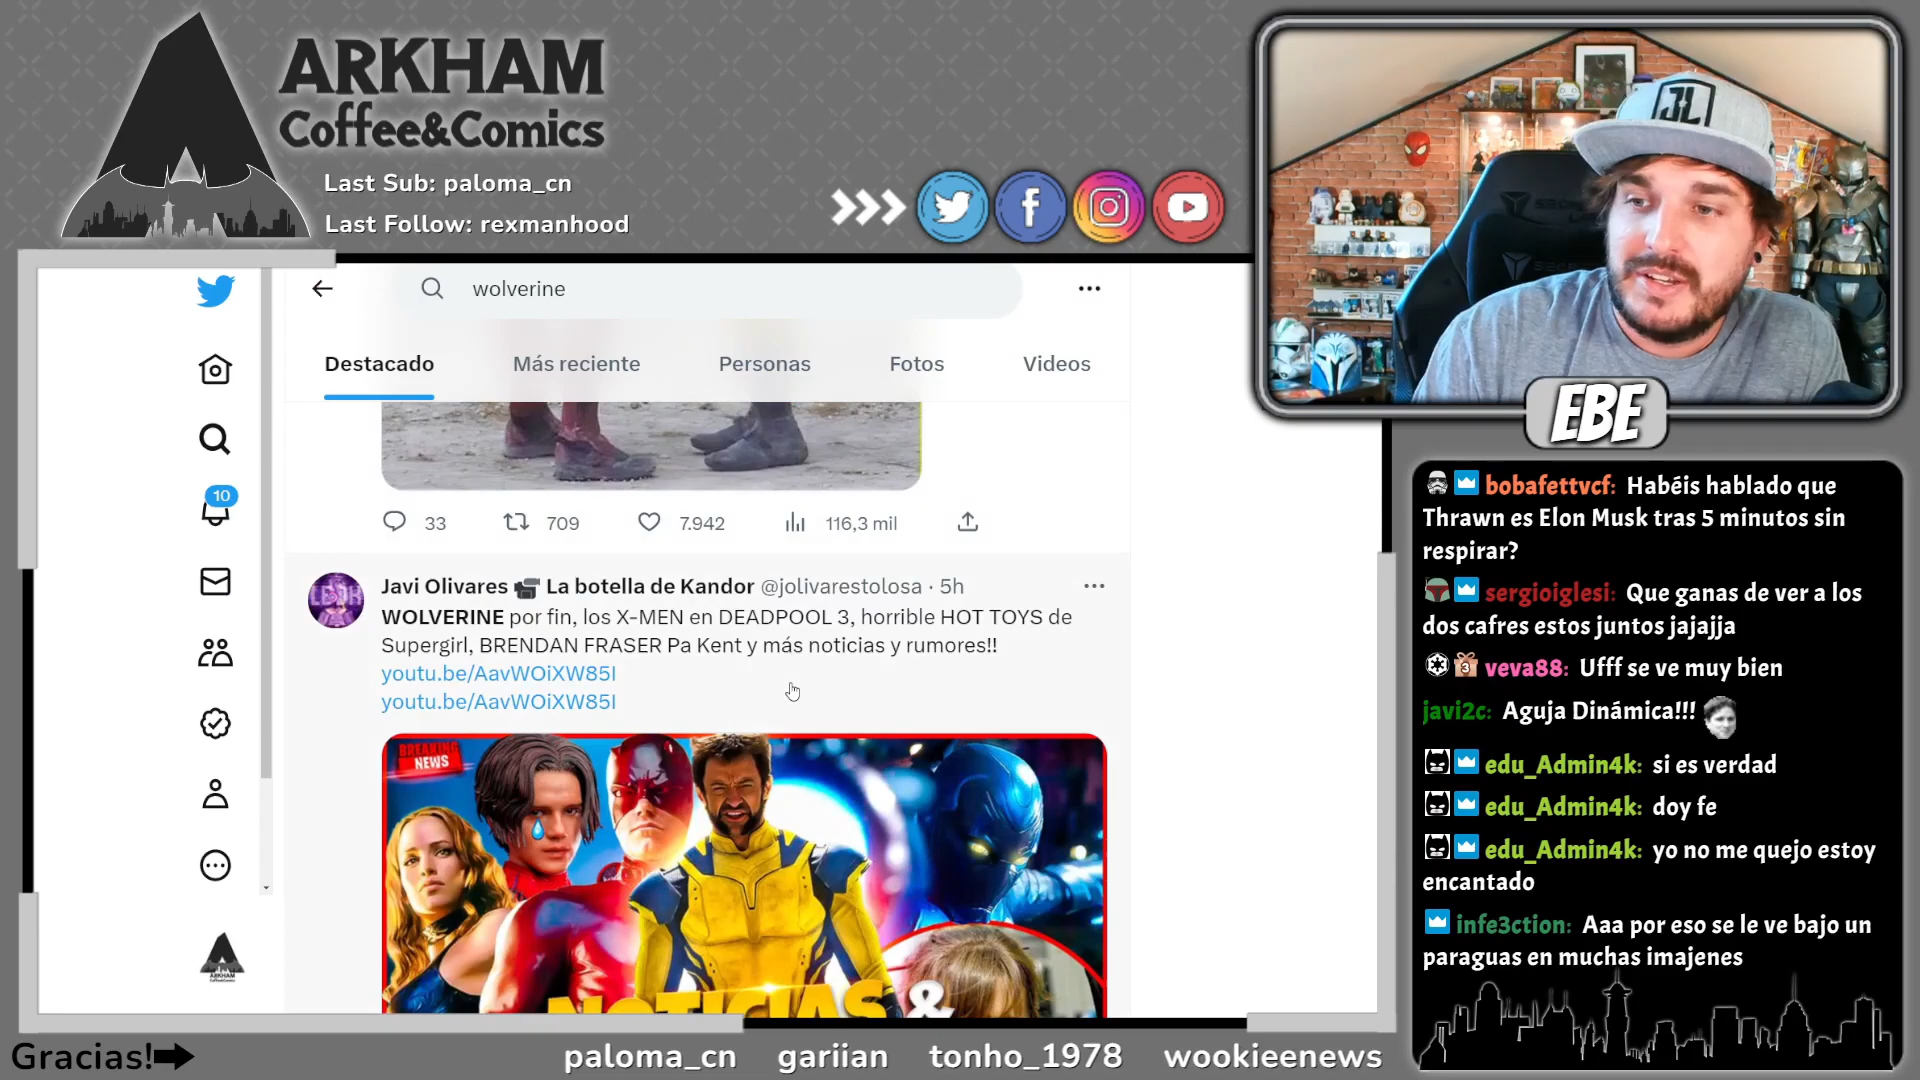 ARKHAM
Coffee&Comics
Last Sub: paloma_cn
Last Follow: rexmanhood
JL
EBE
wolverine
Destacado
Más reciente
Personas
Fotos
Videos
10
33
709
7.942
116,3 mil
Javi Olivares La botella de Kandor @jolivarestolosa · 5h
WOLVERINE por fin, los X-MEN en DEADPOOL 3, horrible HOT TOYS de
Supergirl, BRENDAN FRASER Pa Kent y más noticias y rumores!!
youtu.be/AavWOiXW85I
youtu.be/AavWOiXW85I
BREAKING
NEWS
NOTICIAS &
bobafettvcf: Habéis hablado que
Thrawn es Elon Musk tras 5 minutos sin
respirar?
sergioiglesi: Que ganas de ver a los
dos cafres estos juntos jajajja
3 veva88: Ufff se ve muy bien
javi2c: Aguja Dinámica!!!
edu_Admin4k: si es verdad
edu_Admin4k: doy fe
edu_Admin4k: yo no me quejo estoy
encantado
infe3ction: Aaa por eso se le ve bajo un
paraguas en muchas imajenes
Gracias!
paloma_cn gariian tonho_1978 wookieenews